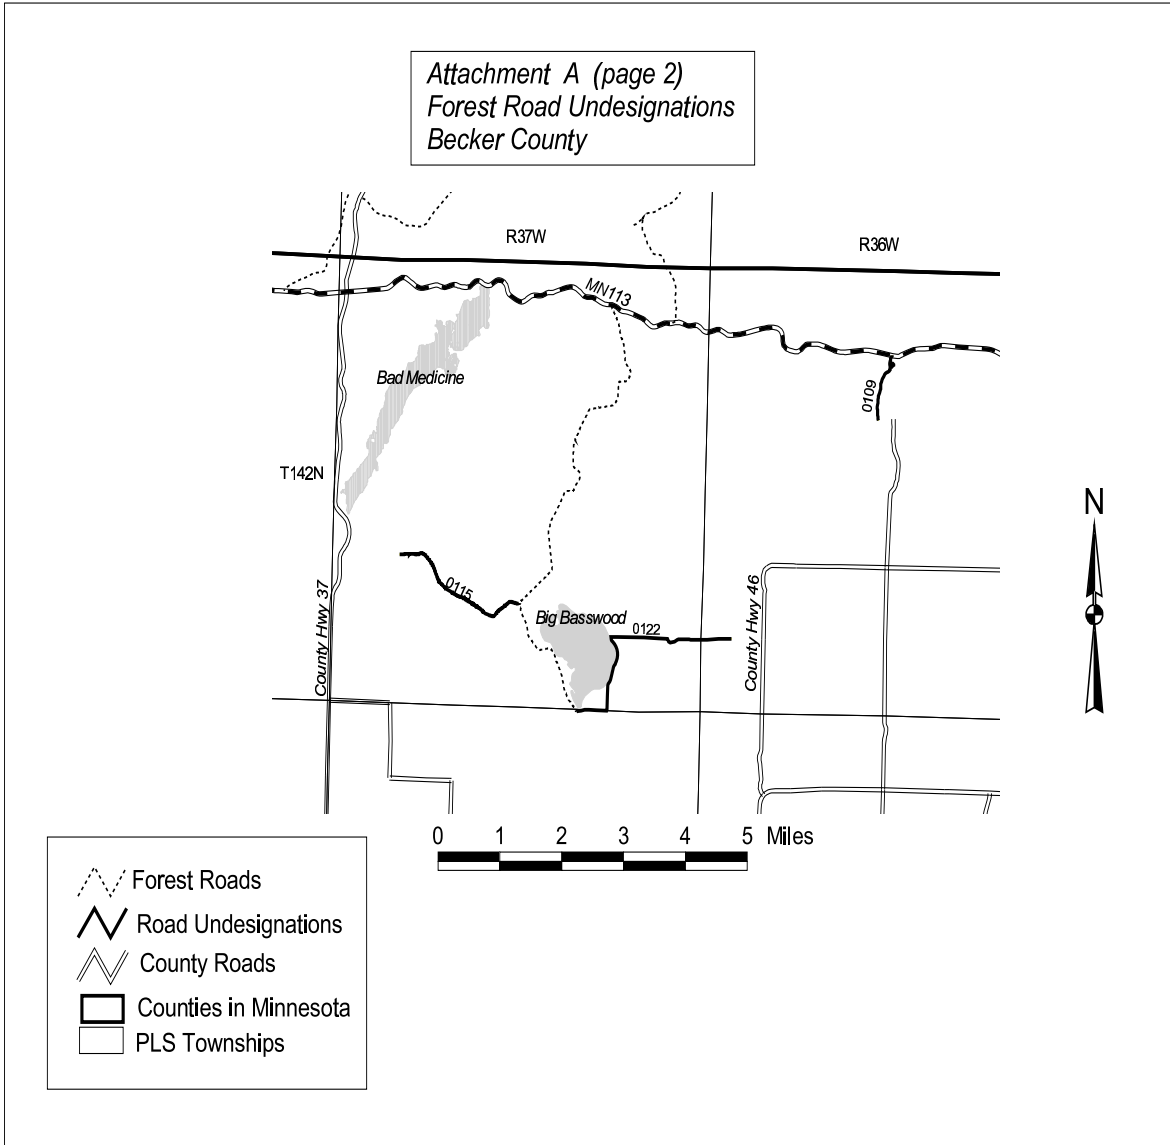 Attachment A (page 2)
Forest Road Undesignations
Becker County
R37W
R36W
MN113
Bad Medicine
0109
T142N
N
0115
County Hwy 37
Big Basswood
0122
County Hwy 46
0 1 2 3 4 5 Miles
Forest Roads
Road Undesignations
County Roads
Counties in Minnesota
PLS Townships